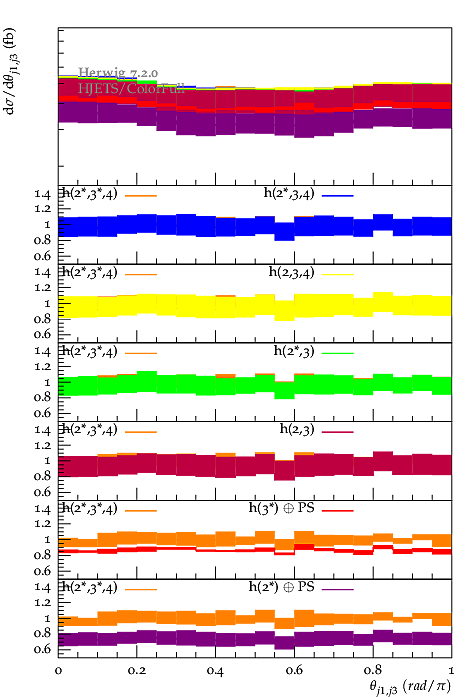 dσ/dθj1,j3 (fb)
Herwig 7.2.0
HJETS/ColorFull
h(2*,3*,4) h(2*,3,4)
1.4
1.2
1
0.8
0.6
h(2*,3*,4) h(2,3,4)
1.4
1.2
1
0.8
0.6
h(2*,3*,4) h(2*,3)
1.4
1.2
1
0.8
0.6
h(2*,3*,4) h(2,3)
1.4
1.2
1
0.8
0.6
h(2*,3*,4) h(3*) ⊕ PS
1.4
1.2
1
0.8
0.6
h(2*,3*,4) h(2*) ⊕ PS
1.4
1.2
1
0.8
0.6
0 0.2 0.4 0.6 0.8 1
θj1,j3 (rad/π)